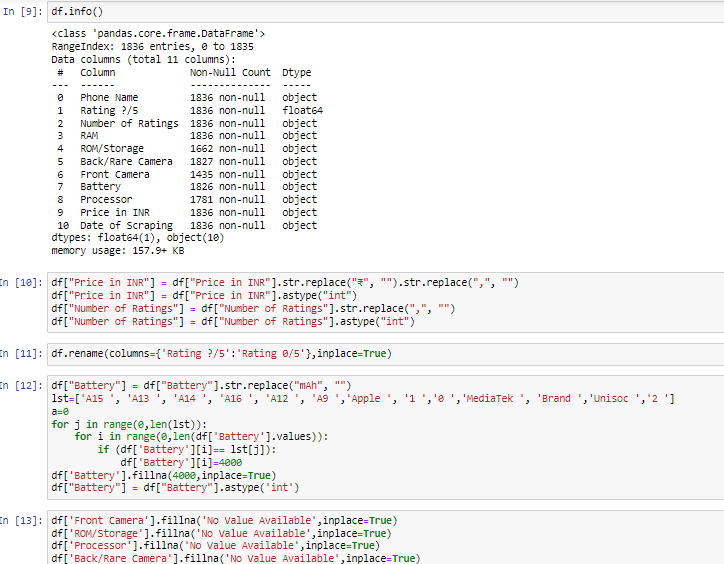 In [9]: df.info()
<class 'pandas.core.frame.DataFrame'>
RangeIndex: 1836 entries, 0 to 1835
Data columns (total 11 columns):
 #   Column             Non-Null Count  Dtype
---  ------             --------------  -----
 0   Phone Name         1836 non-null   object
 1   Rating ?/5         1836 non-null   float64
 2   Number of Ratings  1836 non-null   object
 3   RAM                1836 non-null   object
 4   ROM/Storage        1662 non-null   object
 5   Back/Rare Camera   1827 non-null   object
 6   Front Camera       1435 non-null   object
 7   Battery            1826 non-null   object
 8   Processor          1781 non-null   object
 9   Price in INR       1836 non-null   object
 10  Date of Scraping   1836 non-null   object
dtypes: float64(1), object(10)
memory usage: 157.9+ KB
In [10]: df["Price in INR"] = df["Price in INR"].str.replace("₹", "").str.replace(",", "")
df["Price in INR"] = df["Price in INR"].astype("int")
df["Number of Ratings"] = df["Number of Ratings"].str.replace(",", "")
df["Number of Ratings"] = df["Number of Ratings"].astype("int")
In [11]: df.rename(columns={'Rating ?/5':'Rating 0/5'},inplace=True)
In [12]: df["Battery"] = df["Battery"].str.replace("mAh", "")
lst=['A15 ', 'A13 ', 'A14 ', 'A16 ', 'A12 ', 'A9 ','Apple ', '1 ','0 ','MediaTek ', 'Brand ','Unisoc ','2 ']
a=0
for j in range(0,len(lst)):
    for i in range(0,len(df['Battery'].values)):
        if (df['Battery'][i]== lst[j]):
            df['Battery'][i]=4000
df['Battery'].fillna(4000,inplace=True)
df["Battery"] = df["Battery"].astype('int')
In [13]: df['Front Camera'].fillna('No Value Available',inplace=True)
df['ROM/Storage'].fillna('No Value Available',inplace=True)
df['Processor'].fillna('No Value Available',inplace=True)
df['Back/Rare Camera'].fillna('No Value Available',inplace=True)